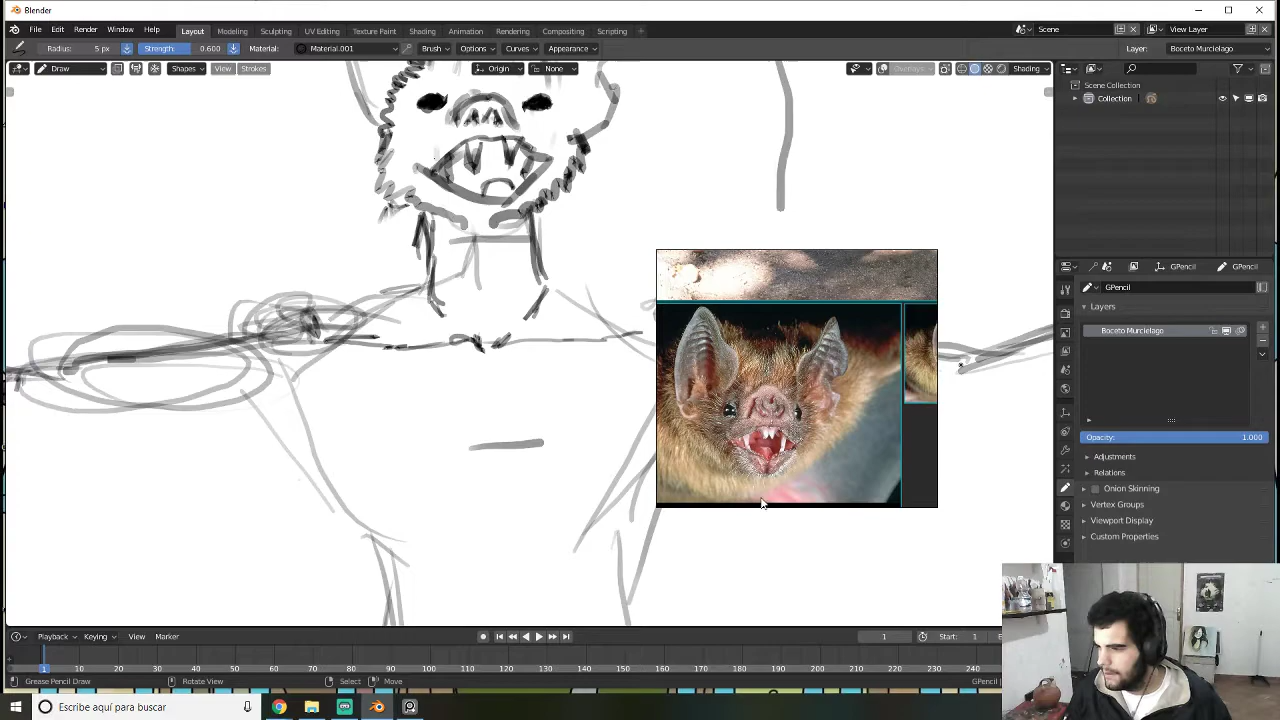 Blender
File Edit Render Window Help Layout Modeling Sculpting UV Editing Texture Paint Shading Animation Rendering Compositing Scripting + Scene View Layer
Radius: 5 px Strength: 0.600 Material: Material.001 Brush Options Curves Appearance Layer: Boceto Murcielago
Draw Shapes View Strokes Origin None Overlays Shading
Scene Collection
Collection
GPencil GPencil
GPencil
Layers
Boceto Murcielago
Opacity: 1.000
Adjustments
Relations
Onion Skinning
Vertex Groups
Viewport Display
Custom Properties
Playback Keying View Marker 1 Start: 1
1 10 20 30 40 50 60 70 80 90 100 110 120 130 140 150 160 170 180 190 200 210 220 230 240
Grease Pencil Draw Rotate View Select Move GPencil
Escribe aquí para buscar